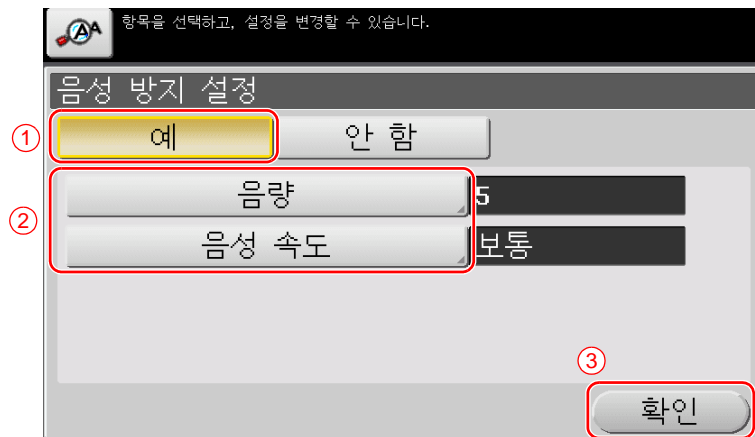 항목을 선택하고, 설정을 변경할 수 있습니다.
음성 방지 설정
① 예 안 함
② 음량 5
음성 속도 보통
③
확인